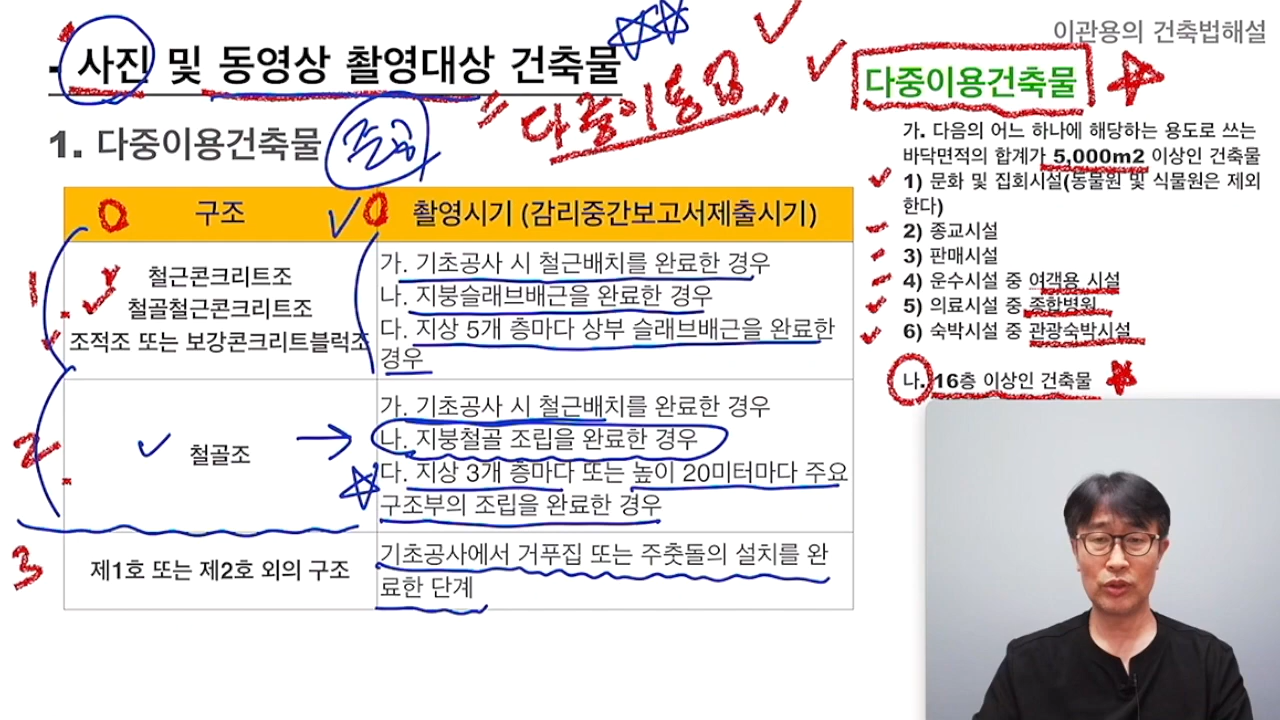 이관용의 건축법해설
- 사진 및 동영상 촬영대상 건축물
"다중이용 요"
1. 다중이용건축물
준공
구조
촬영시기 (감리중간보고서제출시기)
1.
철근콘크리트조
철골철근콘크리트조
조적조 또는 보강콘크리트블럭조
가. 기초공사 시 철근배치를 완료한 경우
나. 지붕슬래브배근을 완료한 경우
다. 지상 5개 층마다 상부 슬래브배근을 완료한
경우
2.
철골조
가. 기초공사 시 철근배치를 완료한 경우
나. 지붕철골 조립을 완료한 경우
다. 지상 3개 층마다 또는 높이 20미터마다 주요
구조부의 조립을 완료한 경우
3
제1호 또는 제2호 외의 구조
기초공사에서 거푸집 또는 주춧돌의 설치를 완
료한 단계
다중이용건축물
가. 다음의 어느 하나에 해당하는 용도로 쓰는
바닥면적의 합계가 5,000m2 이상인 건축물
1) 문화 및 집회시설(동물원 및 식물원은 제외
한다)
2) 종교시설
3) 판매시설
4) 운수시설 중 여객용 시설
5) 의료시설 중 종합병원
6) 숙박시설 중 관광숙박시설
나. 16층 이상인 건축물